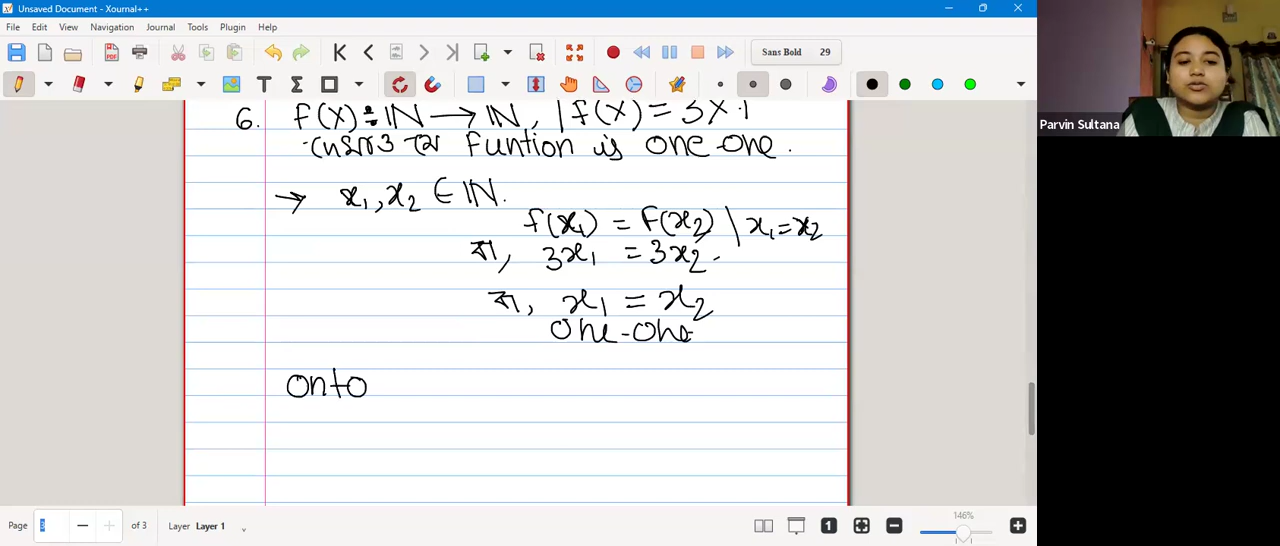 Unsaved Document - Xournal++
File Edit View Navigation Journal Tools Plugin Help
Sans Bold 29
Parvin Sultana
6. f(x): IN → IN, | f(x) = 3x.
Funtion is one-one.
→ x₁, x₂ ∈ IN.
f(x₁) = f(x₂) \ x₁ = x₂
বা, 3x₁ = 3x₂.
বা, x₁ = x₂
one-one
onto
Page 3 of 3 Layer Layer 1 146%